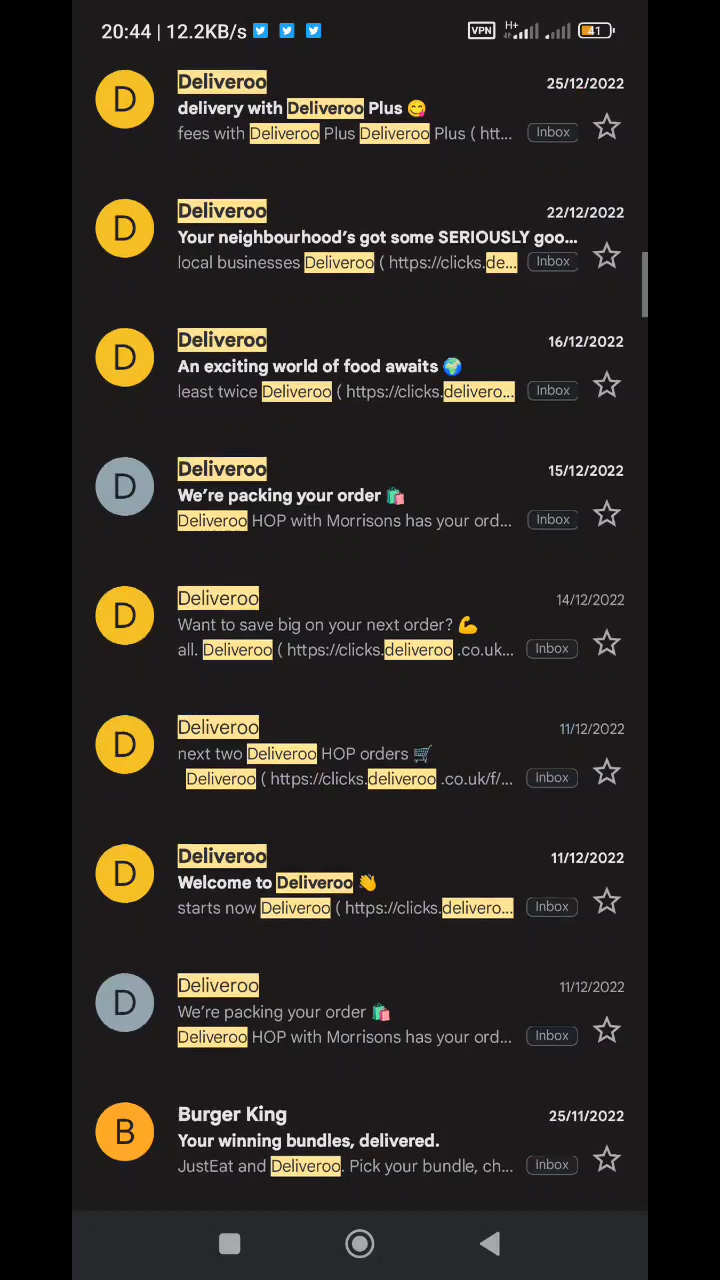 20:44 | 12.2KB/s VPN H+ 41
Deliveroo 25/12/2022
delivery with Deliveroo Plus 😋
fees with Deliveroo Plus Deliveroo Plus ( htt... Inbox
D
Deliveroo 22/12/2022
Your neighbourhood's got some SERIOUSLY goo...
local businesses Deliveroo ( https://clicks.de... Inbox
D
Deliveroo 16/12/2022
An exciting world of food awaits 🌍
least twice Deliveroo ( https://clicks.delivero... Inbox
D
Deliveroo 15/12/2022
We're packing your order 🛍️
Deliveroo HOP with Morrisons has your ord... Inbox
D
Deliveroo 14/12/2022
Want to save big on your next order? 💪
all. Deliveroo ( https://clicks.deliveroo .co.uk... Inbox
D
Deliveroo 11/12/2022
next two Deliveroo HOP orders 🛒
Deliveroo ( https://clicks.deliveroo .co.uk/f/... Inbox
D
Deliveroo 11/12/2022
Welcome to Deliveroo 👋
starts now Deliveroo ( https://clicks.delivero... Inbox
D
Deliveroo 11/12/2022
We're packing your order 🛍️
Deliveroo HOP with Morrisons has your ord... Inbox
D
Burger King 25/11/2022
Your winning bundles, delivered.
JustEat and Deliveroo. Pick your bundle, ch... Inbox
B